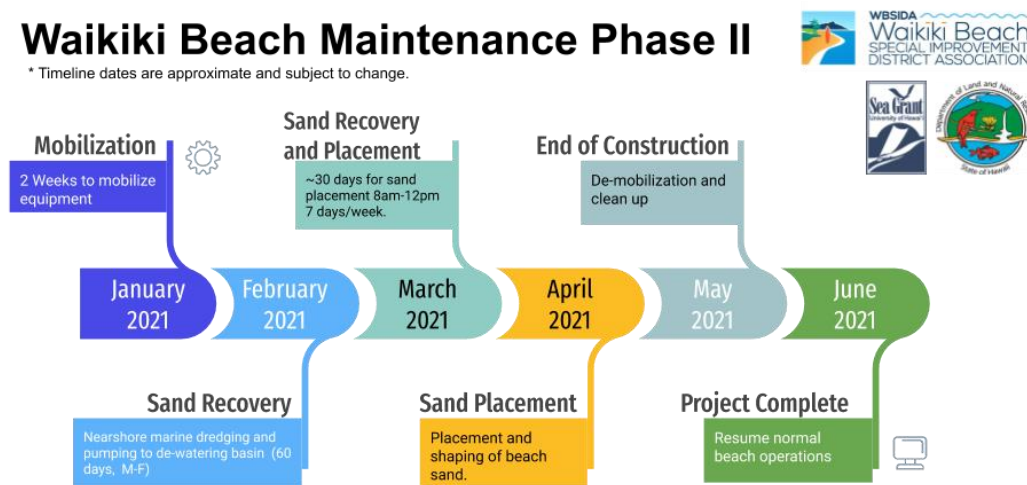 Waikiki Beach Maintenance Phase II
* Timeline dates are approximate and subject to change.
WBSIDA
Waikiki Beach
SPECIAL IMPROVEMENT
DISTRICT ASSOCIATION
Sea Grant
University of Hawai'i
Department of Land and Natural
State of Hawaii
Mobilization
2 Weeks to mobilize
equipment
Sand Recovery
and Placement
~30 days for sand
placement 8am-12pm
7 days/week.
End of Construction
De-mobilization and
clean up
January
2021
February
2021
March
2021
April
2021
May
2021
June
2021
Sand Recovery
Nearshore marine dredging and
pumping to de-watering basin (60
days, M-F)
Sand Placement
Placement and
shaping of beach
sand.
Project Complete
Resume normal
beach operations